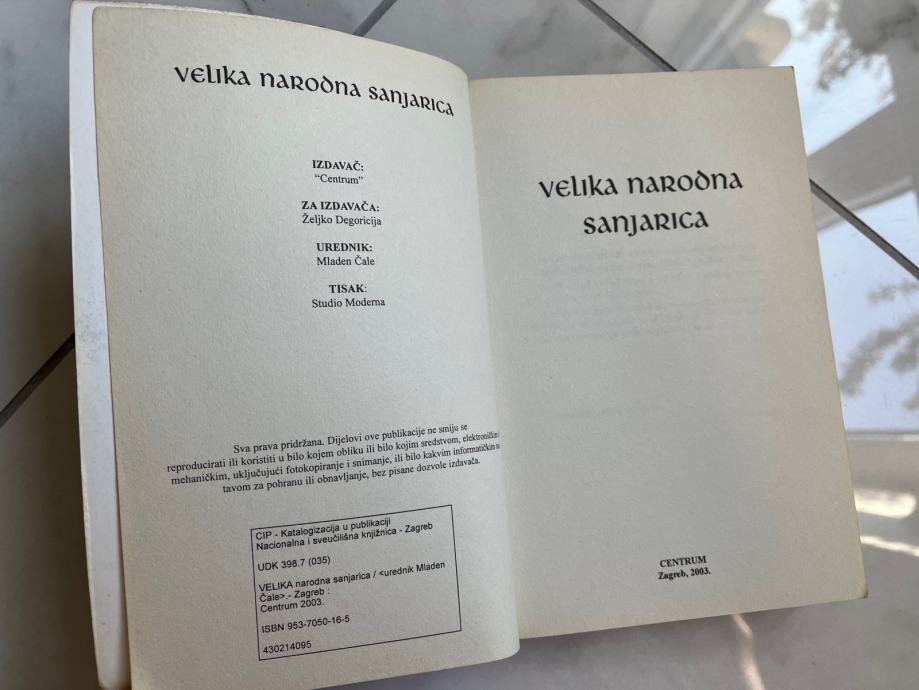 VELIKA NARODNA SANJARICA
IZDAVAČ:
"Centrum"
ZA IZDAVAČA:
Željko Degoricija
UREDNIK:
Mladen Čale
TISAK:
Studio Moderna
Sva prava pridržana. Dijelovi ove publikacije ne smiju se
reproducirati ili koristiti u bilo kojem obliku ili bilo kojim sredstvom, elektroničkim i
mehaničkim, uključujući fotokopiranje i snimanje, ili bilo kakvim informatičkim
tavom za pohranu ili obnavljanje, bez pisane dozvole izdavača.
CIP - Katalogizacija u publikaciji
Nacionalna i sveučilišna knjižnica - Zagreb
UDK 398.7 (035)
VELIKA narodna sanjarica / <urednik Mladen
Čale>.- Zagreb :
Centrum 2003.
ISBN 953-7050-16-5
430214095
VELIKA NARODNA
SANJARICA
CENTRUM
Zagreb, 2003.